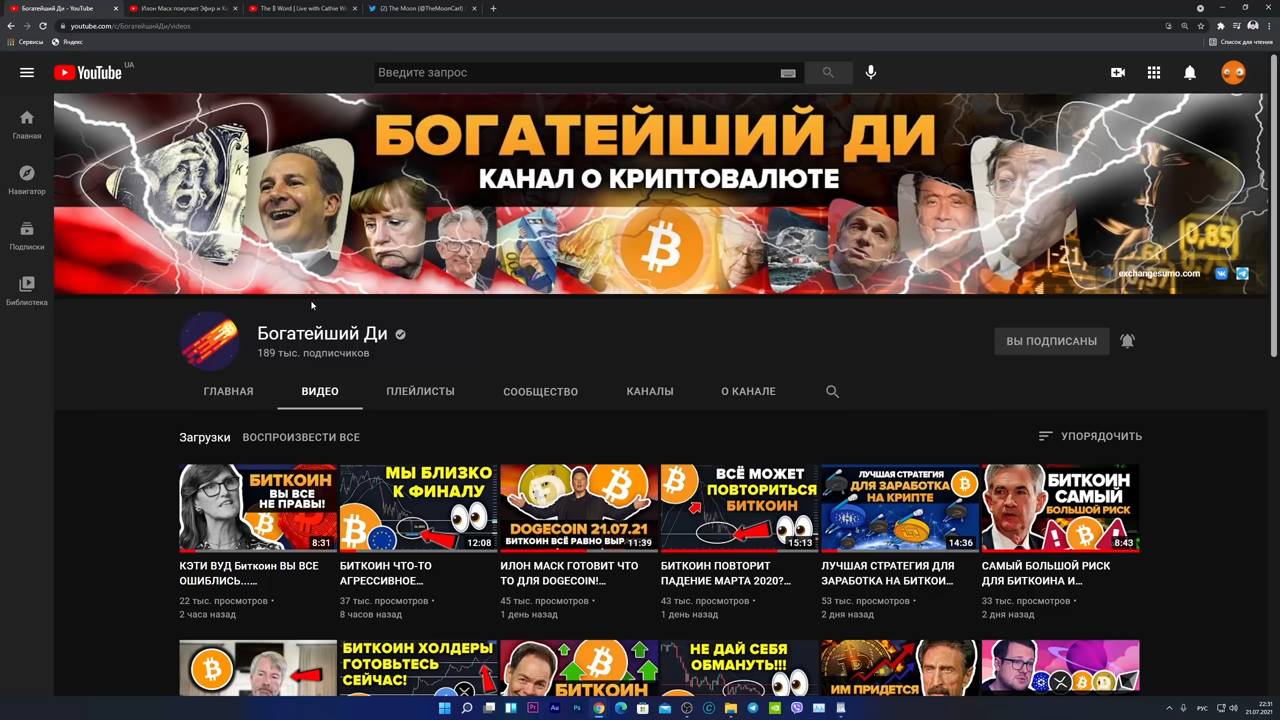 Богатейший Ди - YouTube
Илон Маск покупает Эфир и К
The ₿ Word | Live with Cathie W
(2) The Moon (@TheMoonCarl) /
youtube.com/c/БогатейшийДи/videos
Сервисы
Яндекс
Список для чтения
YouTube UA
Введите запрос
Главная
Навигатор
Подписки
Библиотека
БОГАТЕЙШИЙ ДИ
КАНАЛ О КРИПТОВАЛЮТЕ
0,85
-21
exchangesumo.com
Богатейший Ди
189 тыс. подписчиков
ВЫ ПОДПИСАНЫ
ГЛАВНАЯ
ВИДЕО
ПЛЕЙЛИСТЫ
СООБЩЕСТВО
КАНАЛЫ
О КАНАЛЕ
Загрузки
ВОСПРОИЗВЕСТИ ВСЕ
УПОРЯДОЧИТЬ
БИТКОИН
ВЫ ВСЕ
НЕ ПРАВЫ!
8:31
КЭТИ ВУД Биткоин ВЫ ВСЕ
ОШИБЛИСЬ...…
22 тыс. просмотров •
2 часа назад
МЫ БЛИЗКО
К ФИНАЛУ
12:08
БИТКОИН ЧТО-ТО
АГРЕССИВНОЕ…
37 тыс. просмотров •
8 часов назад
DOGECOIN 21.07.21
БИТКОИН ВСЁ РАВНО ВЫР
11:39
ИЛОН МАСК ГОТОВИТ ЧТО
ТО ДЛЯ DOGECOIN!…
45 тыс. просмотров •
1 день назад
ВСЁ МОЖЕТ
ПОВТОРИТЬСЯ
БИТКОИН
15:13
БИТКОИН ПОВТОРИТ
ПАДЕНИЕ МАРТА 2020?…
43 тыс. просмотров •
1 день назад
ЛУЧШАЯ СТРАТЕГИЯ
ДЛЯ ЗАРАБОТКА
НА КРИПТЕ
14:36
ЛУЧШАЯ СТРАТЕГИЯ ДЛЯ
ЗАРАБОТКА НА БИТКОИ…
53 тыс. просмотров •
2 дня назад
БИТКОИН
САМЫЙ
БОЛЬШОЙ РИСК
8:43
САМЫЙ БОЛЬШОЙ РИСК
ДЛЯ БИТКОИНА И…
33 тыс. просмотров •
2 дня назад
БИТКОИН ХОЛДЕРЫ
ГОТОВЬТЕСЬ
СЕЙЧАС!
БИТКОИН
НЕ ДАЙ СЕБЯ
ОБМАНУТЬ!!!
ИМ ПРИДЕТСЯ
РУС
22:31
21.07.2021